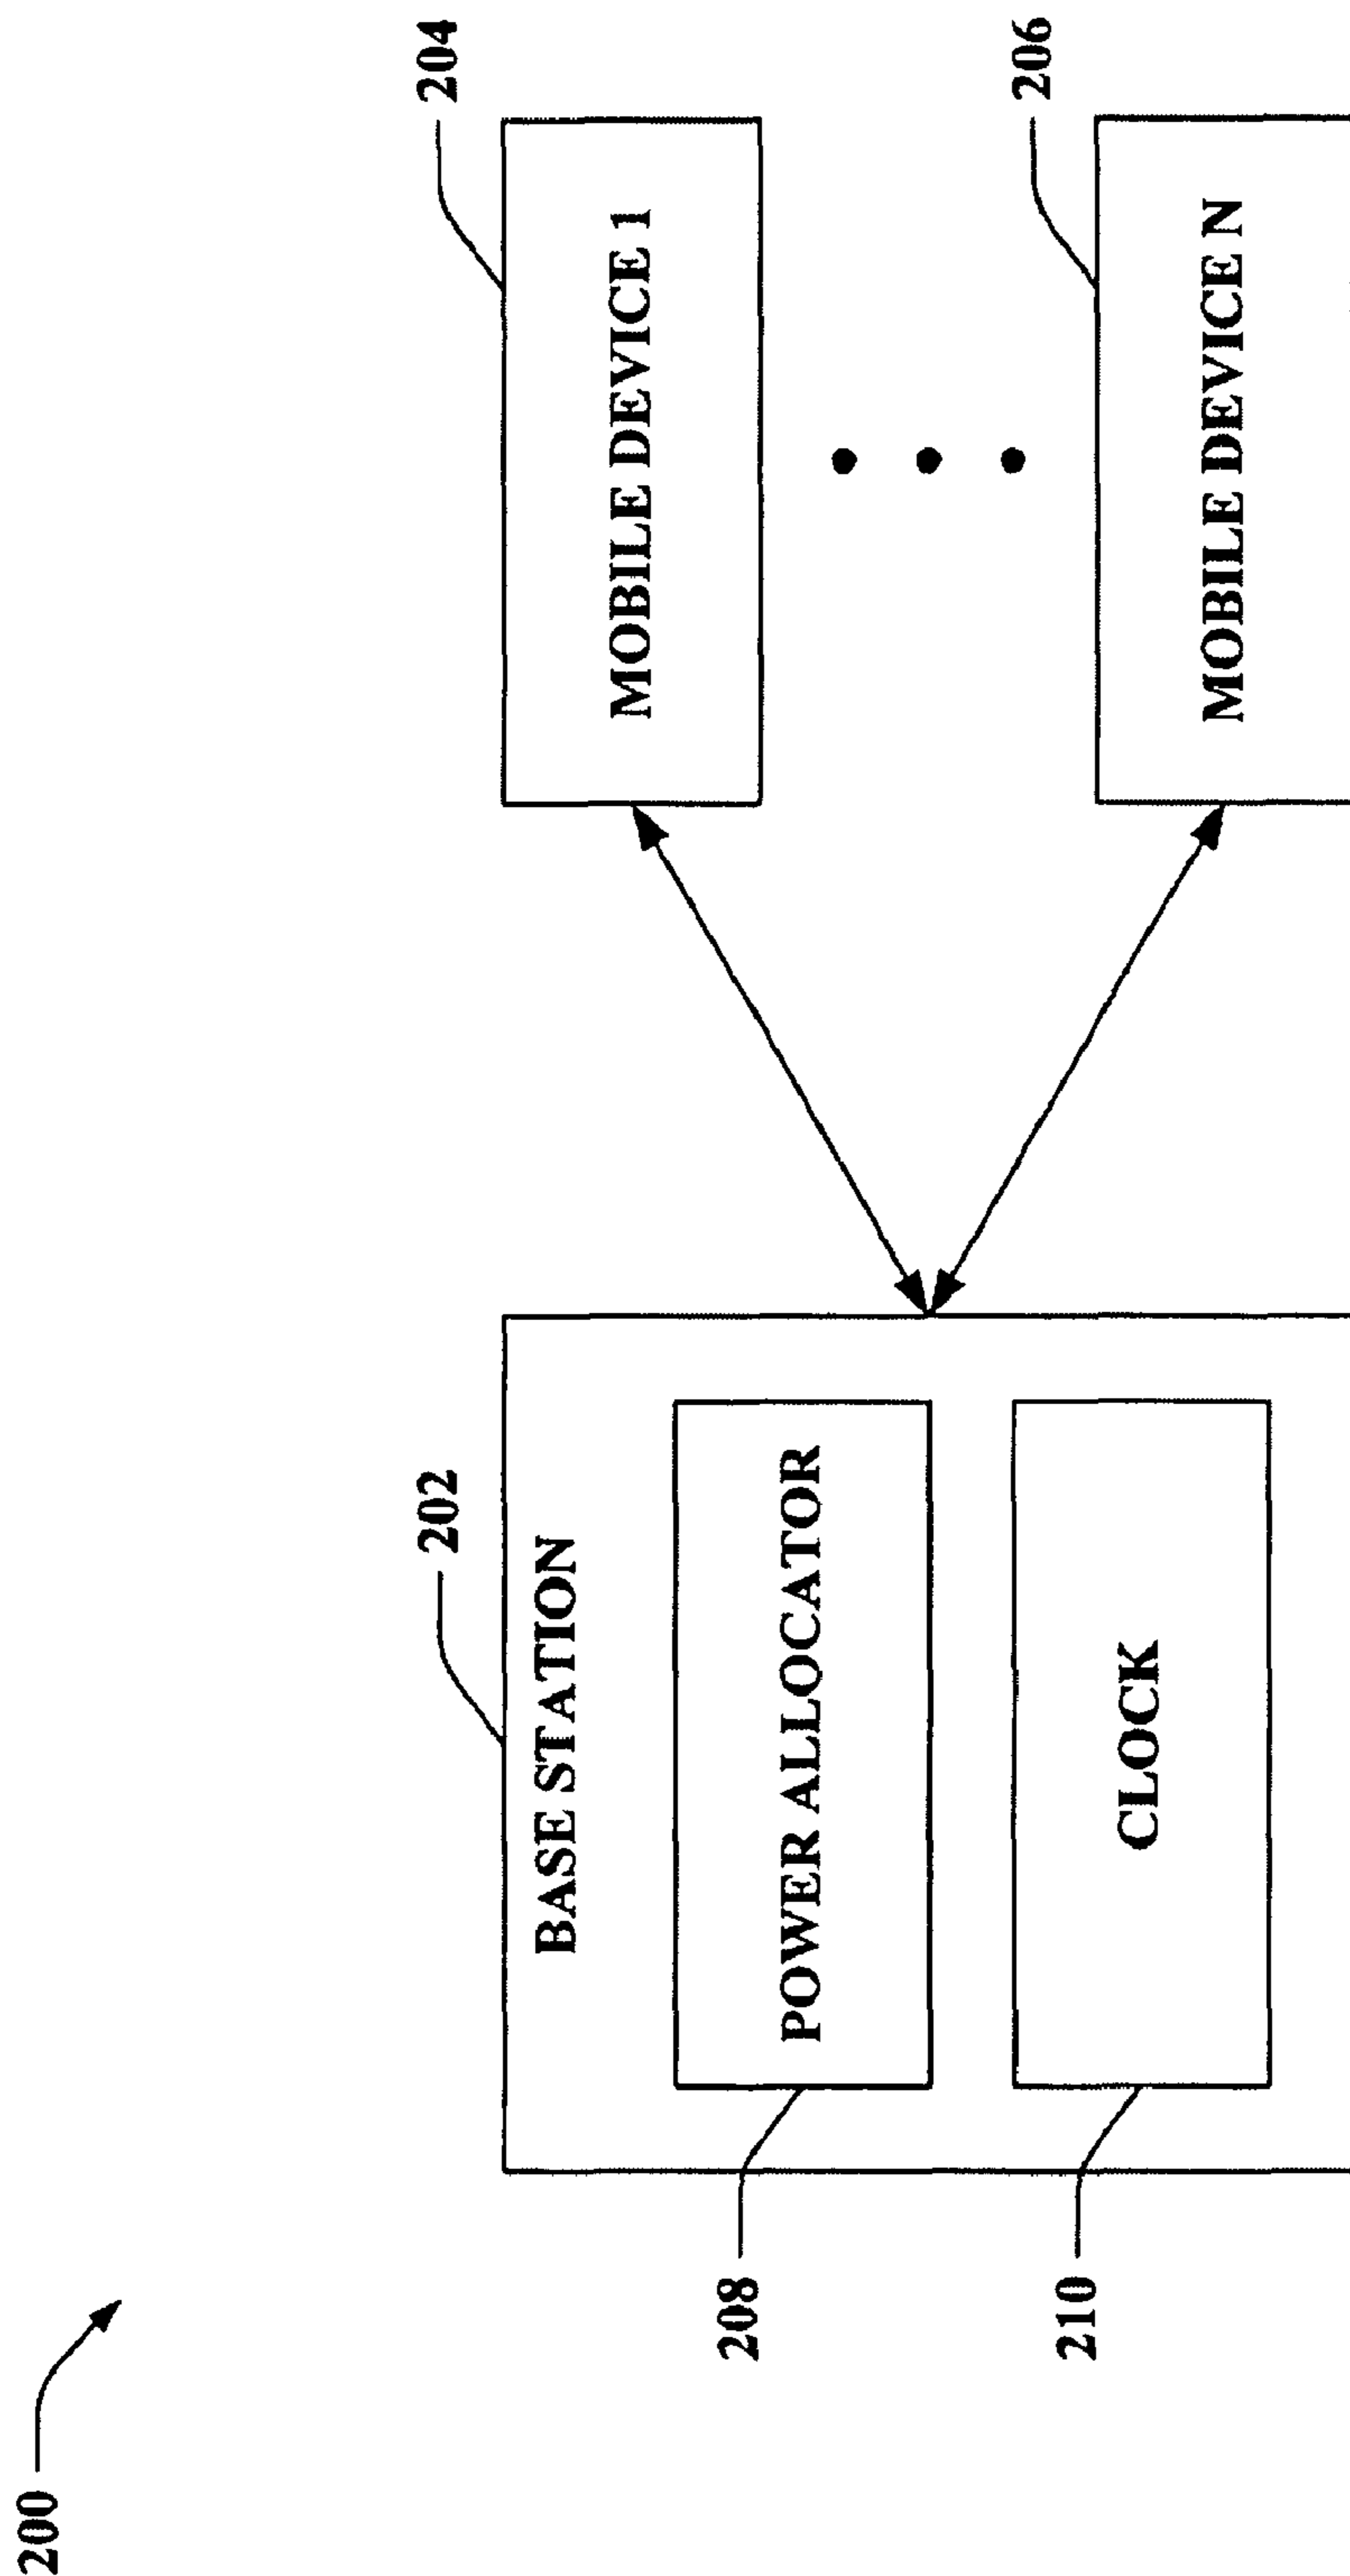 200
202
204
BASE STATION
MOBILE DEVICE 1
208
POWER ALLOCATOR
210
CLOCK
206
MOBILE DEVICE N